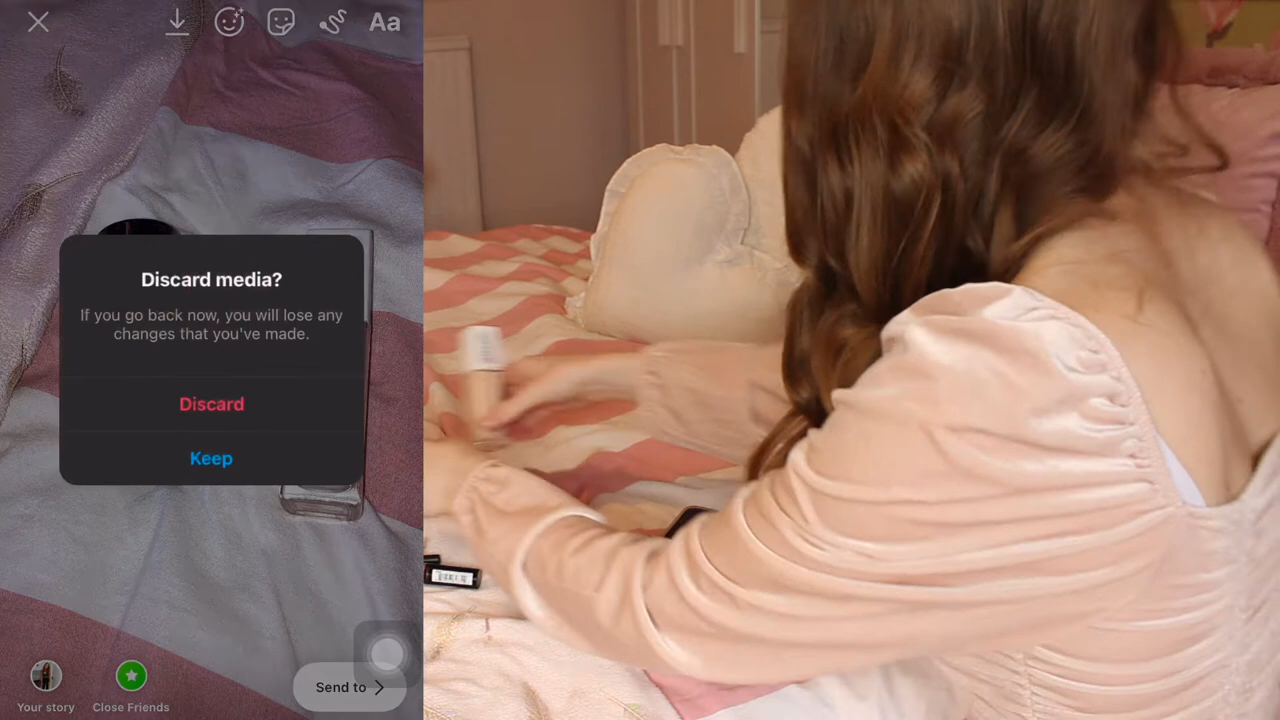 Aa
Discard media?
If you go back now, you will lose any
changes that you've made.
Discard
Keep
Your story
Close Friends
Send to